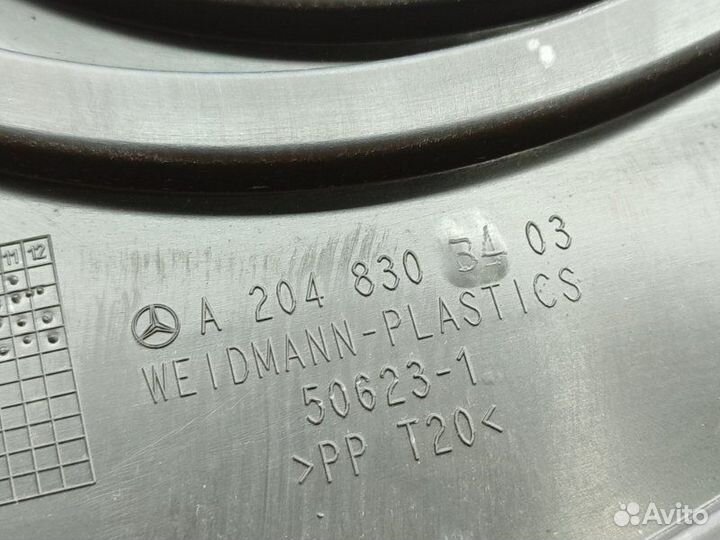 11 12
A 204 830 34 03
WEIDMANN-PLASTICS
50623-1
>PP T20<
Avito